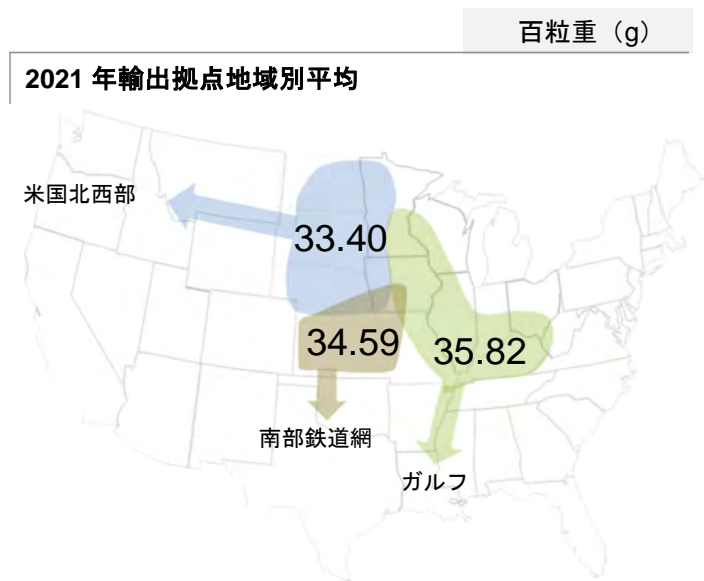 百粒重（g）
2021 年輸出拠点地域別平均
米国北西部
33.40
34.59
35.82
南部鉄道網
ガルフ